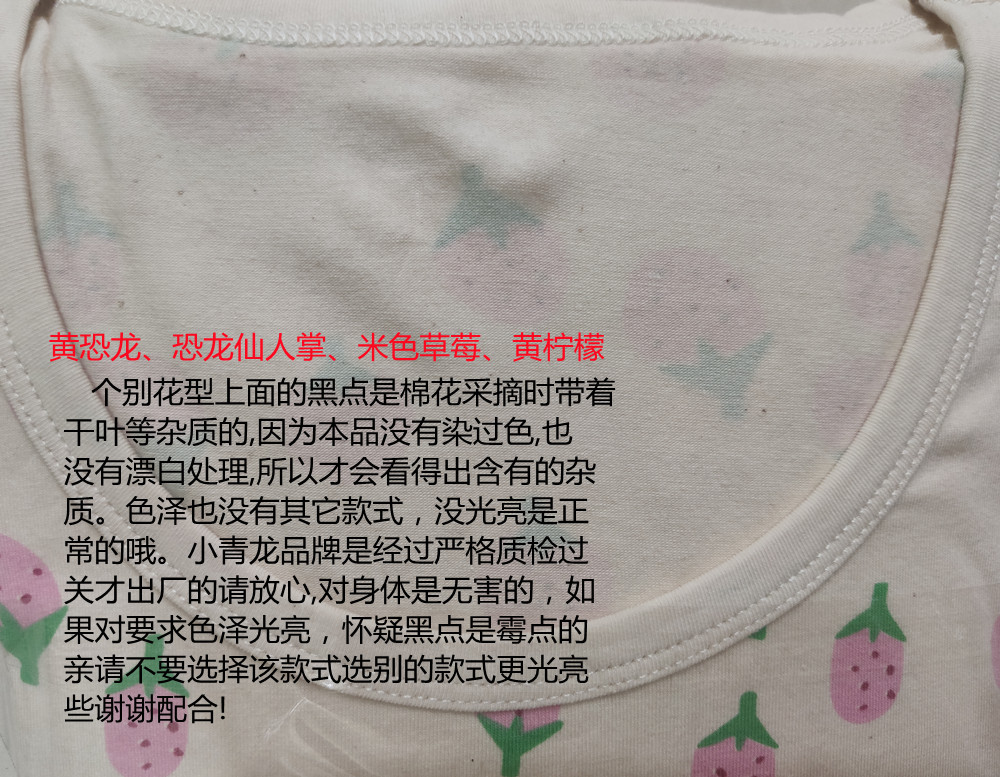 黄恐龙、恐龙仙人掌、米色草莓、黄柠檬
个别花型上面的黑点是棉花采摘时带着
干叶等杂质的,因为本品没有染过色,也
没有漂白处理,所以才会看得出含有的杂
质。色泽也没有其它款式，没光亮是正
常的哦。小青龙品牌是经过严格质检过
关才出厂的请放心,对身体是无害的，如
果对要求色泽光亮，怀疑黑点是霉点的
亲请不要选择该款式选别的款式更光亮
些谢谢配合!